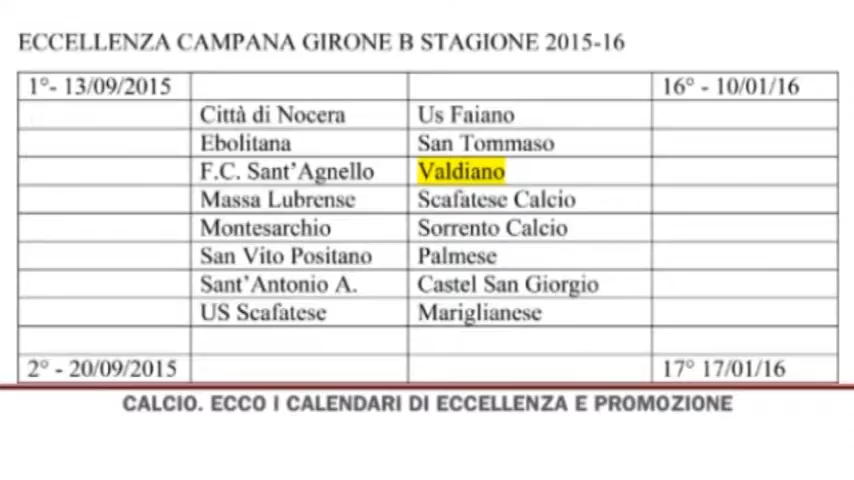 ECCELLENZA CAMPANA GIRONE B STAGIONE 2015-16
1°- 13/09/2015 16° - 10/01/16
Città di Nocera Us Faiano
Ebolitana San Tommaso
F.C. Sant'Agnello Valdiano
Massa Lubrense Scafatese Calcio
Montesarchio Sorrento Calcio
San Vito Positano Palmese
Sant'Antonio A. Castel San Giorgio
US Scafatese Mariglianese
2° - 20/09/2015 17° 17/01/16
CALCIO. ECCO I CALENDARI DI ECCELLENZA E PROMOZIONE